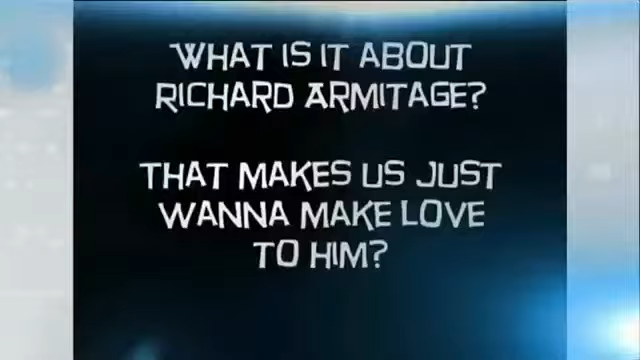 WHAT IS IT ABOUT
RICHARD ARMITAGE?
THAT MAKES US JUST
WANNA MAKE LOVE
TO HIM?